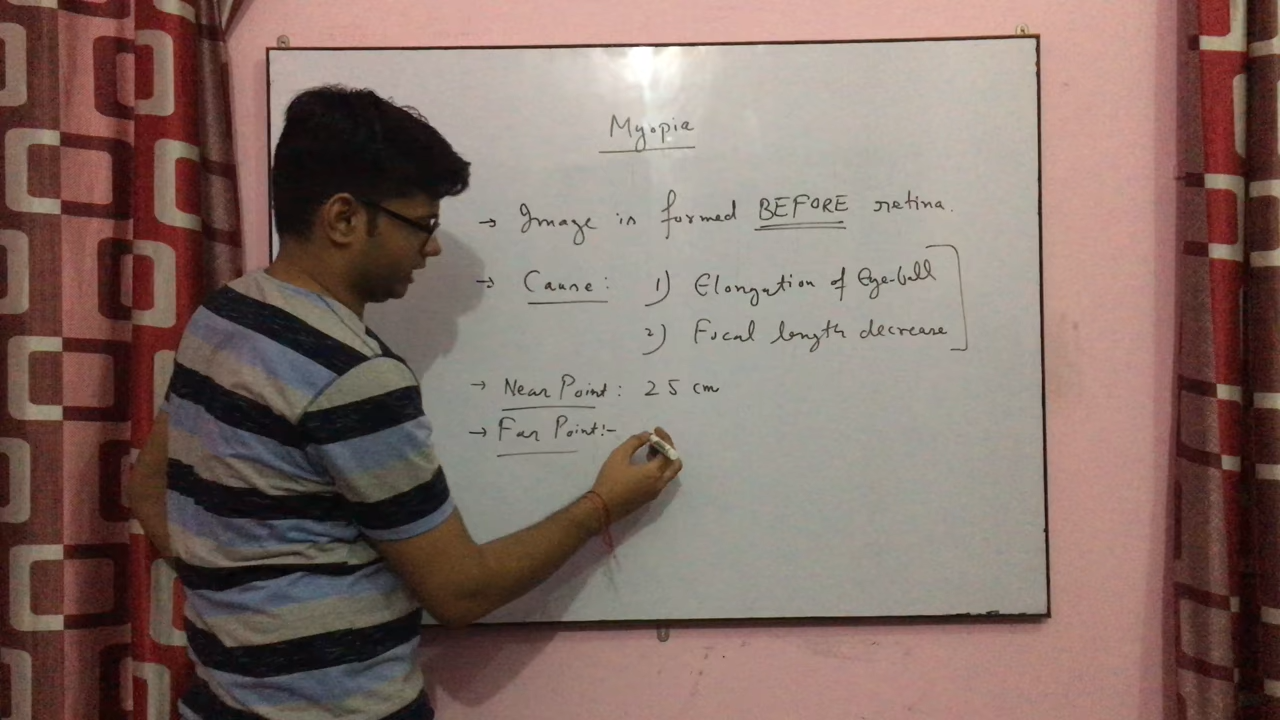 Myopia
→ Image is formed BEFORE retina.
→ Cause: 1) Elongation of Eye-ball
2) Focal length decrease
→ Near Point: 25 cm
→ Far Point:-